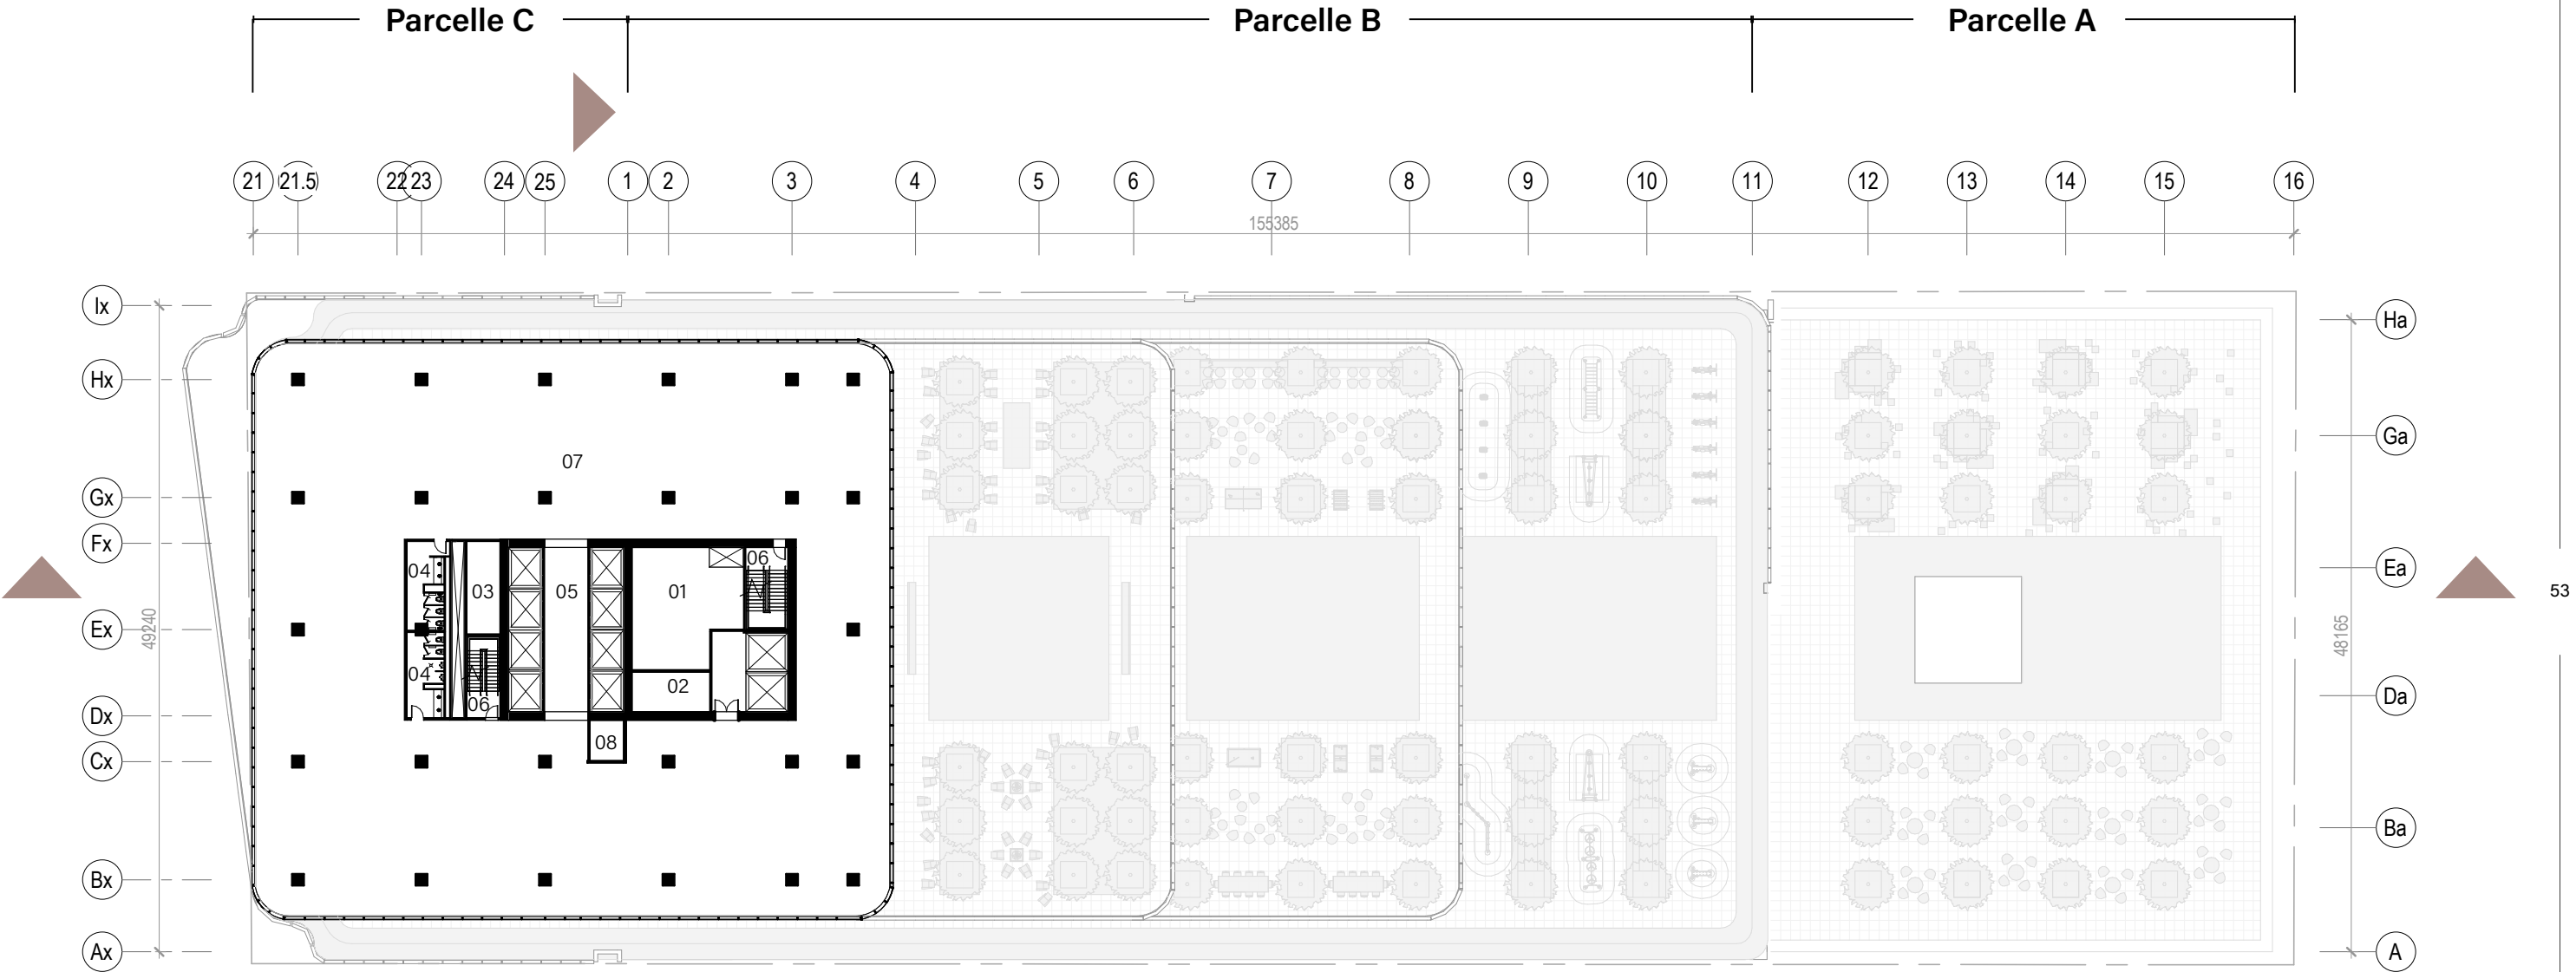 Parcelle C Parcelle B Parcelle A
21 21.5 22 23 24 25 1 2 3 4 5 6 7 8 9 10 11 12 13 14 15 16
155385
Ix
Ha
Hx
Ga
07
Gx
Fx
06
Ea
04
03 05 01
53
Ex
49240
48165
04
02
Da
06
Dx
08
Cx
Ba
Bx
Ax
A